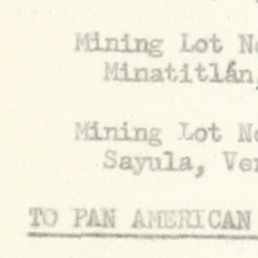 Mining Lot No
Minatitlán,
Mining Lot No
Sayula, Ver
TO PAN AMERICAN